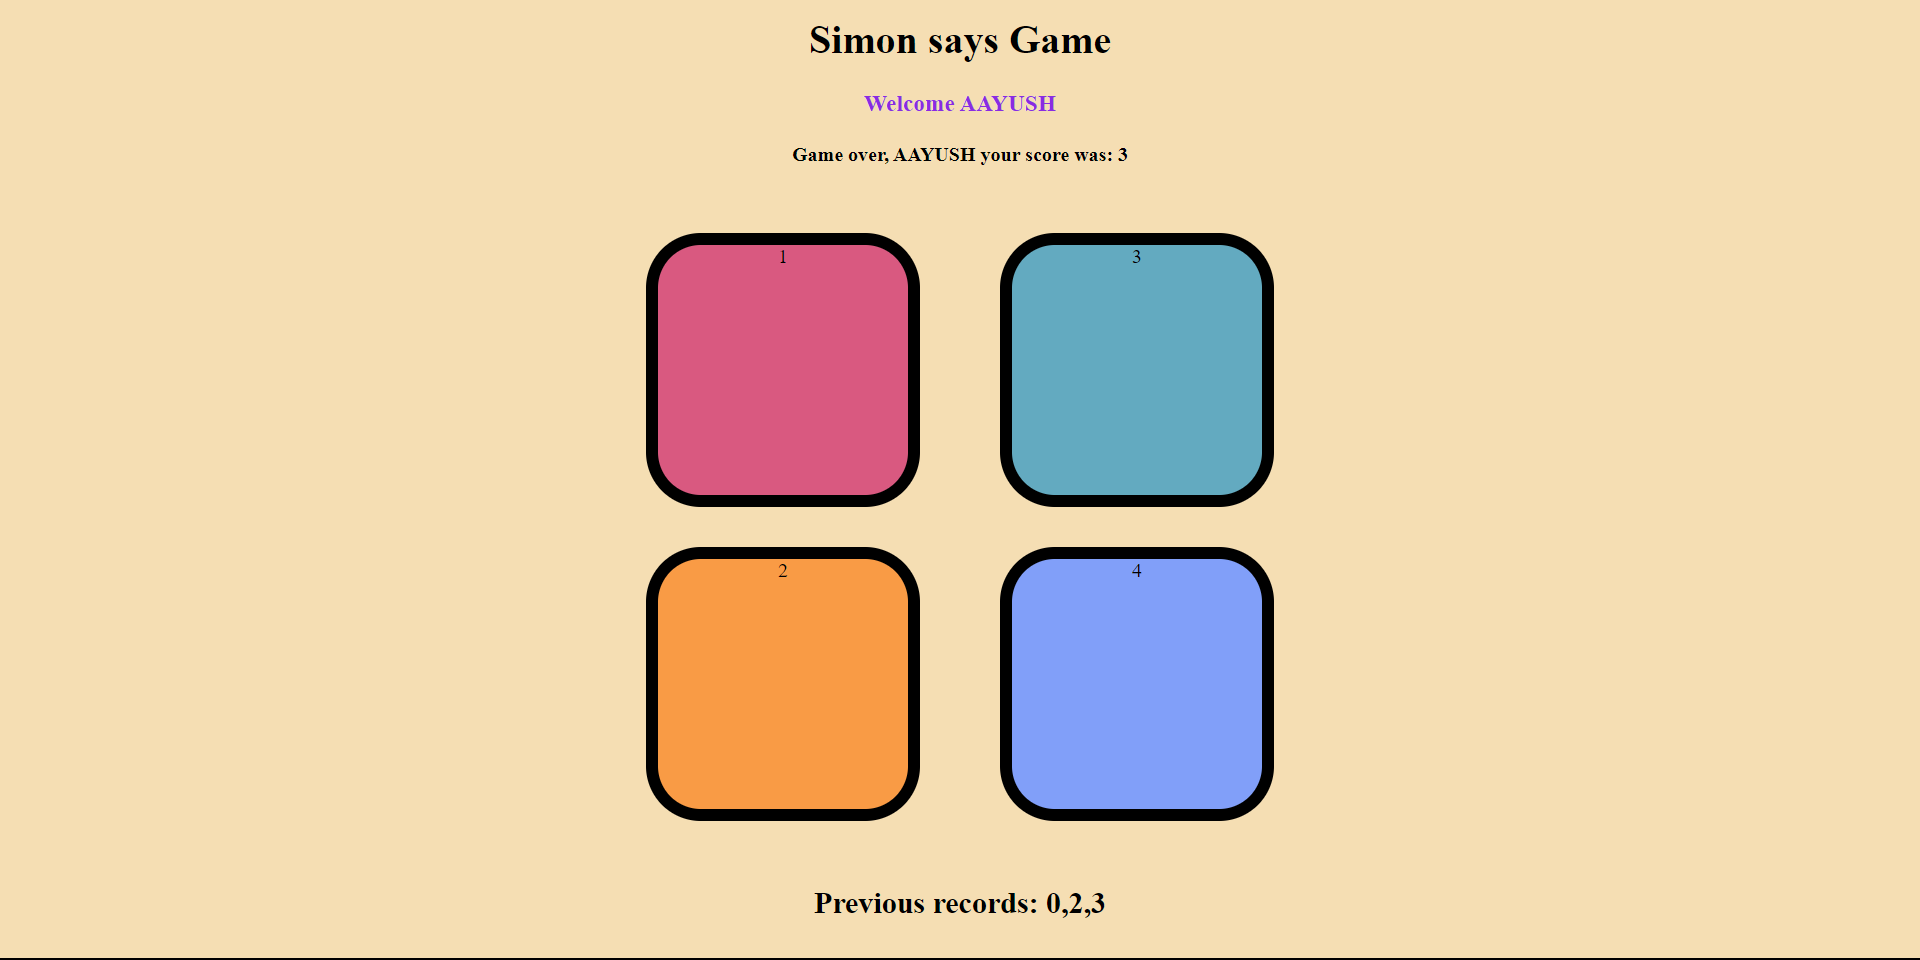 Simon says Game
Welcome AAYUSH
Game over, AAYUSH your score was: 3
1
3
2
4
Previous records: 0,2,3